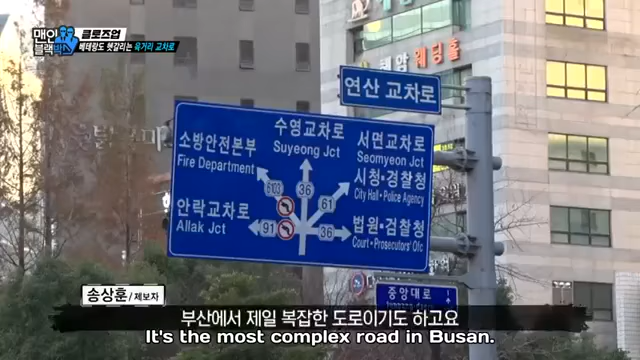 맨인
블랙박스
클로즈업
베테랑도 헷갈리는 육거리 교차로
웨딩홀
연산 교차로
수영교차로
Suyeong Jct
소방안전본부
Fire Department
서면교차로
Seomyeon Jct
시청·경찰청
City Hall·Police Agency
안락교차로
Allak Jct
법원·검찰청
Court·Prosecutors' Ofc
6103
36
61
91
36
중앙대로
송상훈/제보자
부산에서 제일 복잡한 도로이기도 하고요
It's the most complex road in Busan.